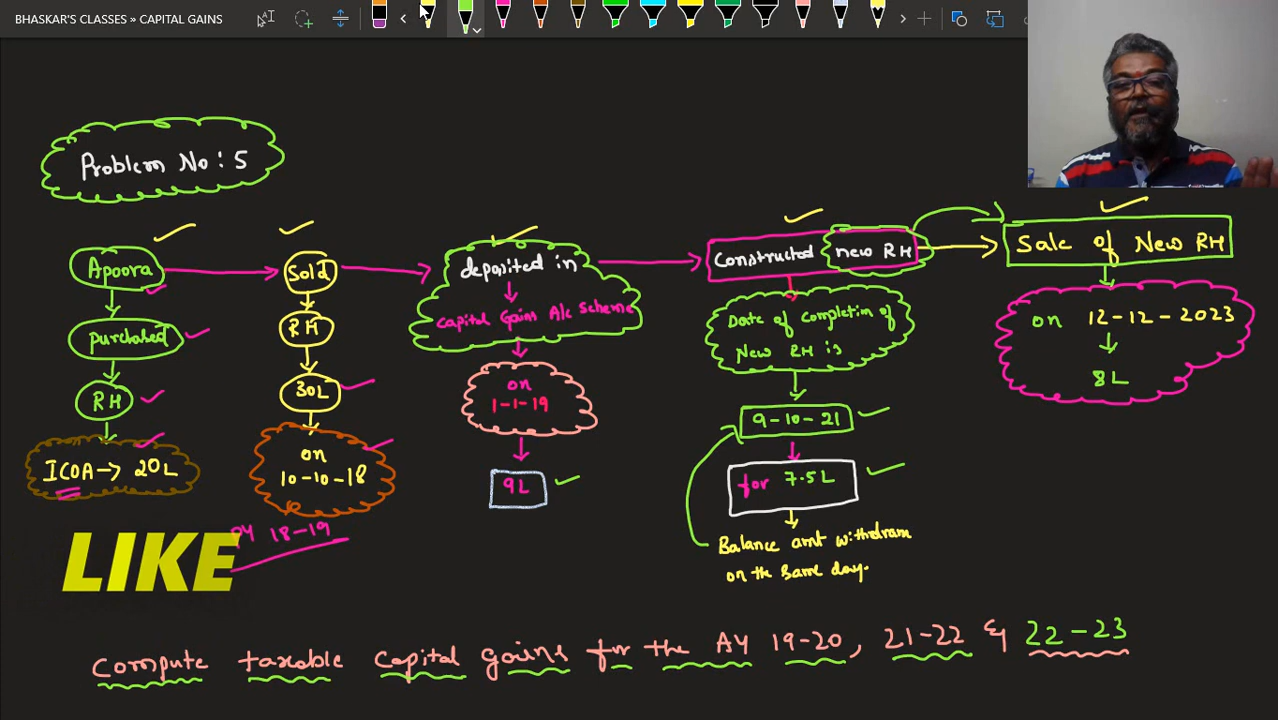 BHASKAR'S CLASSES » CAPITAL GAINS
Problem No : 5
Apoora
purchased
RH
ICOA → 20L
Sold
RH
30L
on
10-10-18
PY 18-19
LIKE
deposited in
Capital Gains A/c Scheme
on
1-1-19
9L
Constructed new RH
Date of completion of
New RH is
9-10-21
for 7.5L
Balance amt withdrawn
on the same day.
Sale of New RH
on 12-12-2023
8L
Compute taxable Capital gains for the AY 19-20, 21-22 & 22-23